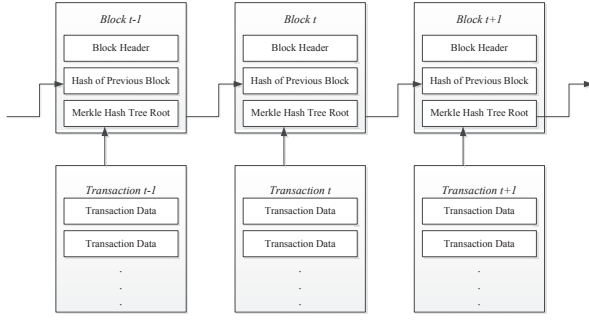 Block t-1
Block Header
Hash of Previous Block
Merkle Hash Tree Root
Block t
Block Header
Hash of Previous Block
Merkle Hash Tree Root
Block t+1
Block Header
Hash of Previous Block
Merkle Hash Tree Root
Transaction t-1
Transaction Data
Transaction Data
.
.
.
Transaction t
Transaction Data
Transaction Data
.
.
.
Transaction t+1
Transaction Data
Transaction Data
.
.
.